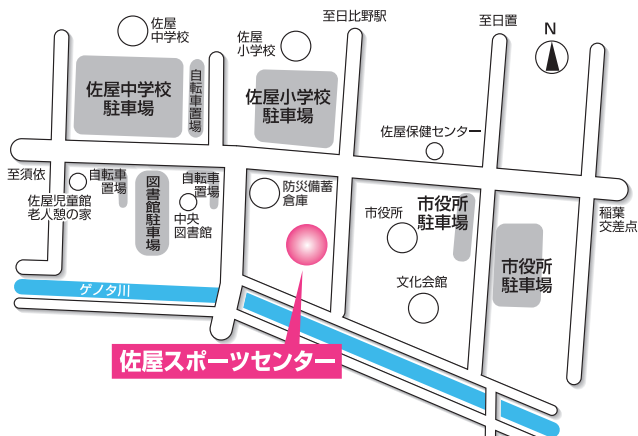 佐屋
中学校
佐屋
小学校
至日比野駅
至日置
N
佐屋中学校
駐車場
自転車置場
佐屋小学校
駐車場
佐屋保健センター
至須依
佐屋児童館
老人憩の家
自転車
置場
図書館駐車場
自転車
置場
中央
図書館
防災備蓄
倉庫
市役所
市役所
駐車場
稲葉
交差点
市役所
駐車場
文化会館
ゲノタ川
佐屋スポーツセンター